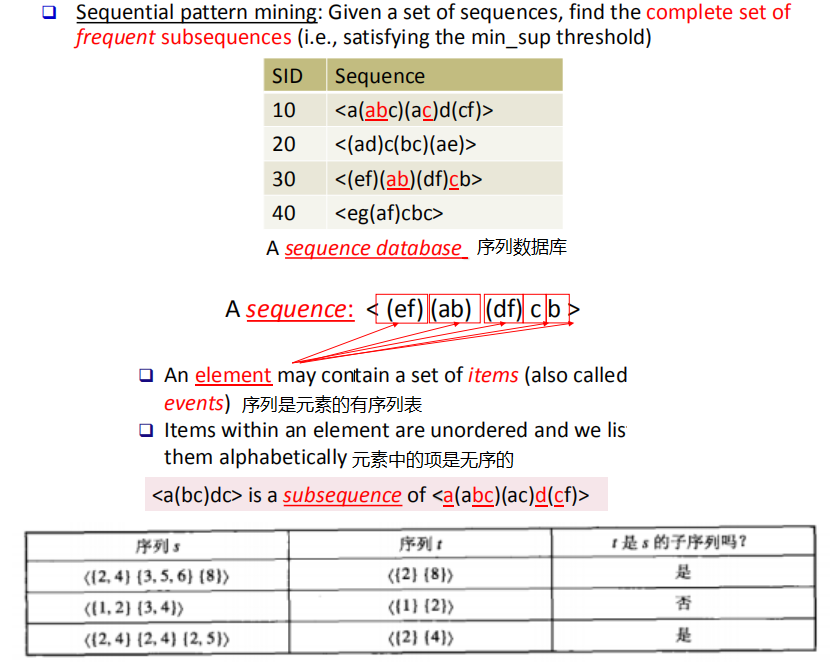 Sequential pattern mining: Given a set of sequences, find the complete set of
frequent subsequences (i.e., satisfying the min_sup threshold)
SID Sequence
10 <a(abc)(ac)d(cf)>
20 <(ad)c(bc)(ae)>
30 <(ef)(ab)(df)cb>
40 <eg(af)cbc>
A sequence database 序列数据库
A sequence: < (ef) (ab) (df) c b >
An element may contain a set of items (also called
events) 序列是元素的有序列表
Items within an element are unordered and we lis
them alphabetically 元素中的项是无序的
<a(bc)dc> is a subsequence of <a(abc)(ac)d(cf)>
序列 s 序列 t t 是 s 的子序列吗?
⟨{2, 4} {3, 5, 6} {8}⟩ ⟨{2} {8}⟩ 是
⟨{1, 2} {3, 4}⟩ ⟨{1} {2}⟩ 否
⟨{2, 4} {2, 4} {2, 5}⟩ ⟨{2} {4}⟩ 是